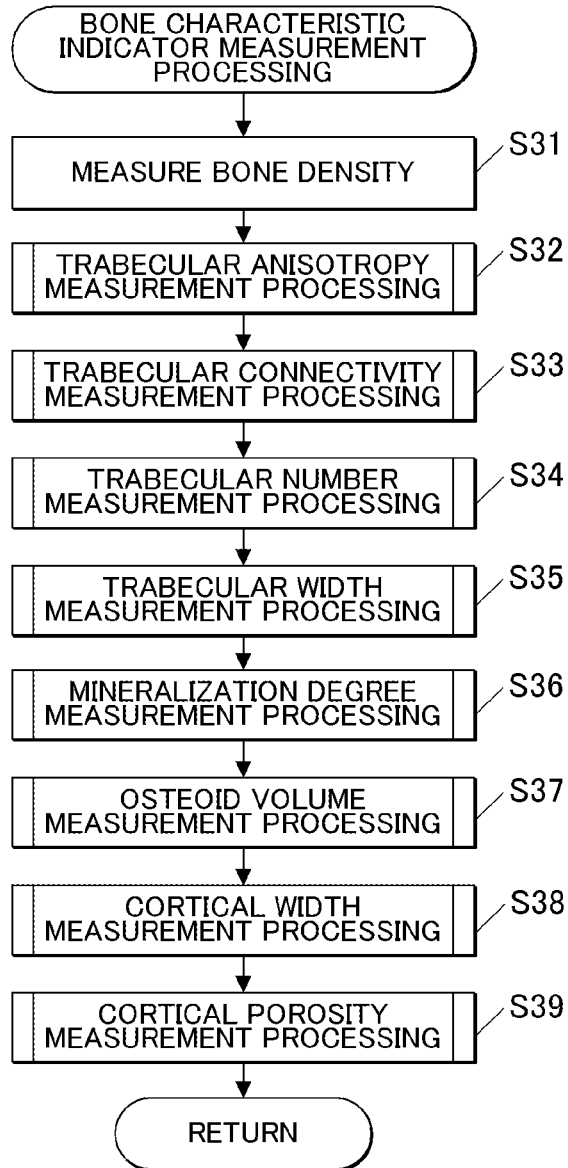 BONE CHARACTERISTIC
INDICATOR MEASUREMENT
PROCESSING
MEASURE BONE DENSITY
S31
TRABECULAR ANISOTROPY
MEASUREMENT PROCESSING
S32
TRABECULAR CONNECTIVITY
MEASUREMENT PROCESSING
S33
TRABECULAR NUMBER
MEASUREMENT PROCESSING
S34
TRABECULAR WIDTH
MEASUREMENT PROCESSING
S35
MINERALIZATION DEGREE
MEASUREMENT PROCESSING
S36
OSTEOID VOLUME
MEASUREMENT PROCESSING
S37
CORTICAL WIDTH
MEASUREMENT PROCESSING
S38
CORTICAL POROSITY
MEASUREMENT PROCESSING
S39
RETURN